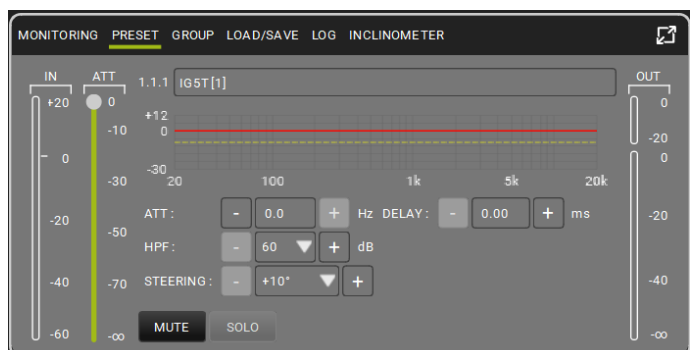 MONITORING PRESET GROUP LOAD/SAVE LOG INCLINOMETER
IN ATT 1.1.1 IG5T[1] OUT
+20 0 0
+12
-10 0
-20
0 0
-30 -30
20 100 1k 5k 20k
ATT: - 0.0 + Hz DELAY: - 0.00 + ms
-20 -20
-50
HPF: - 60 + dB
-40 -70 STEERING: - +10° + -40
MUTE SOLO
-60 -∞ -∞